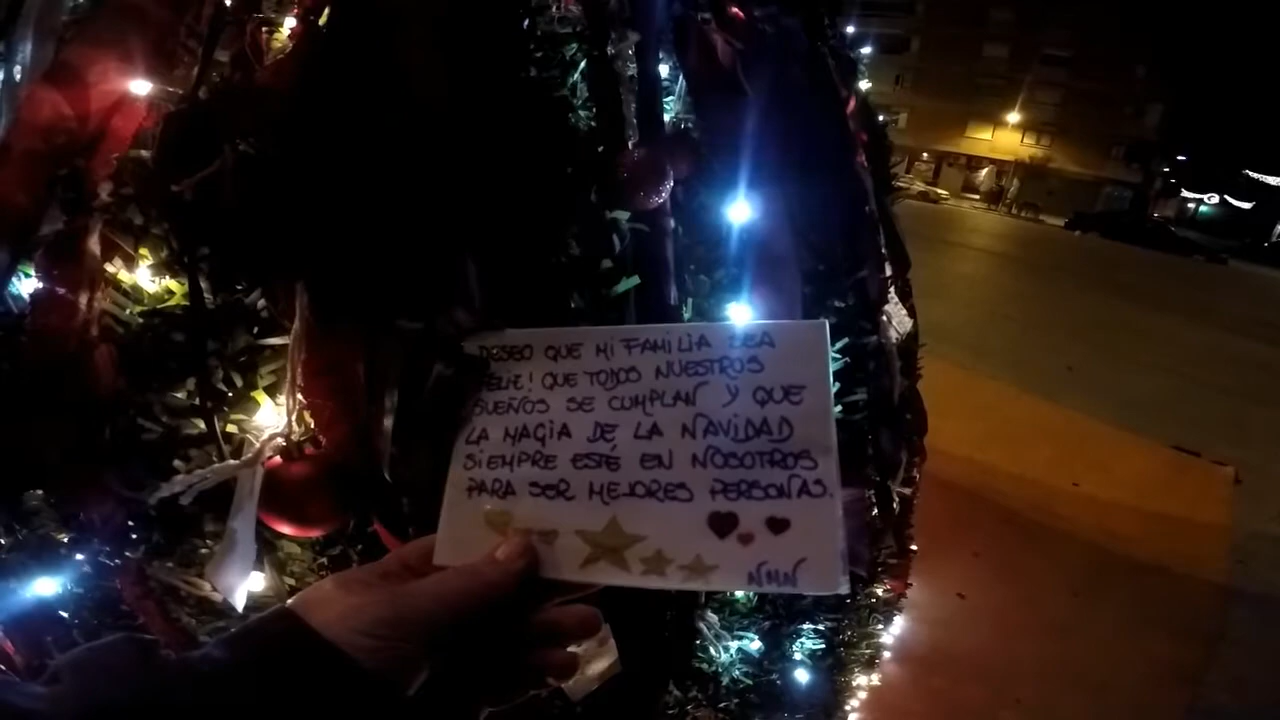 DESEO QUE MI FAMILIA SEA
FELIZ! QUE TODOS NUESTROS
SUEÑOS SE CUMPLAN Y QUE
LA MAGIA DE LA NAVIDAD
SIEMPRE ESTÉ EN NOSOTROS
PARA SER MEJORES PERSONAS.
NMN